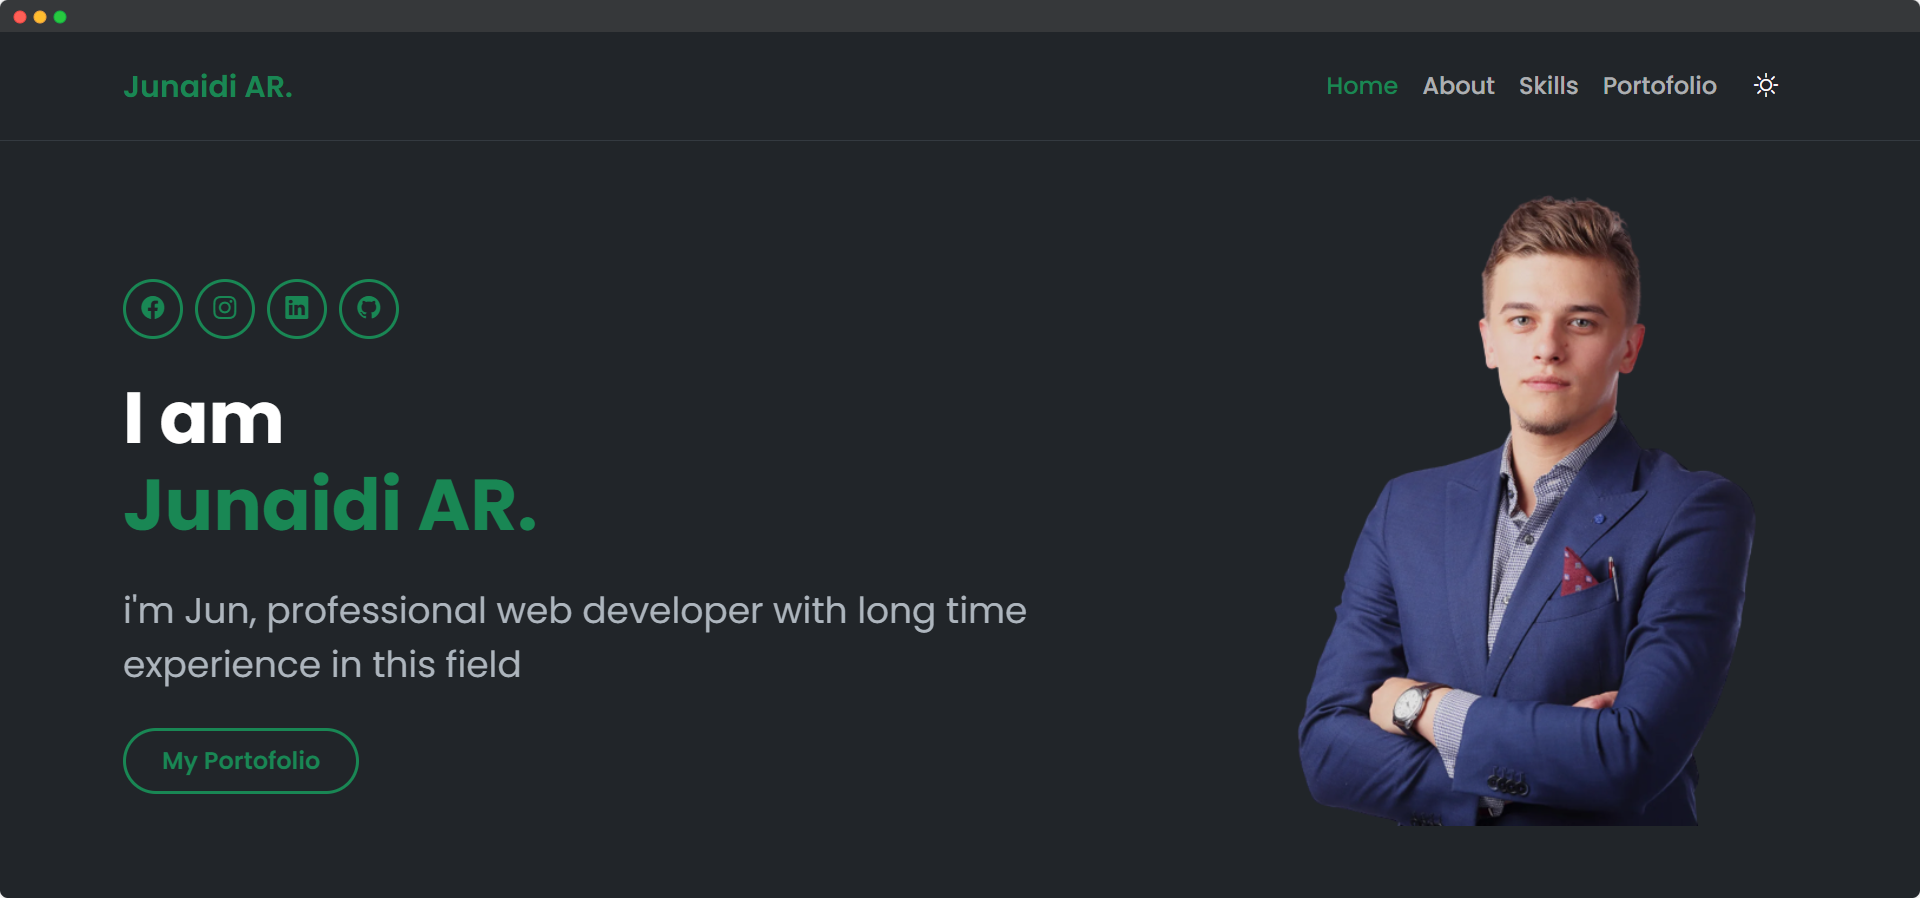 Junaidi AR.
Home About Skills Portofolio
I am
Junaidi AR.
i'm Jun, professional web developer with long time
experience in this field
My Portofolio